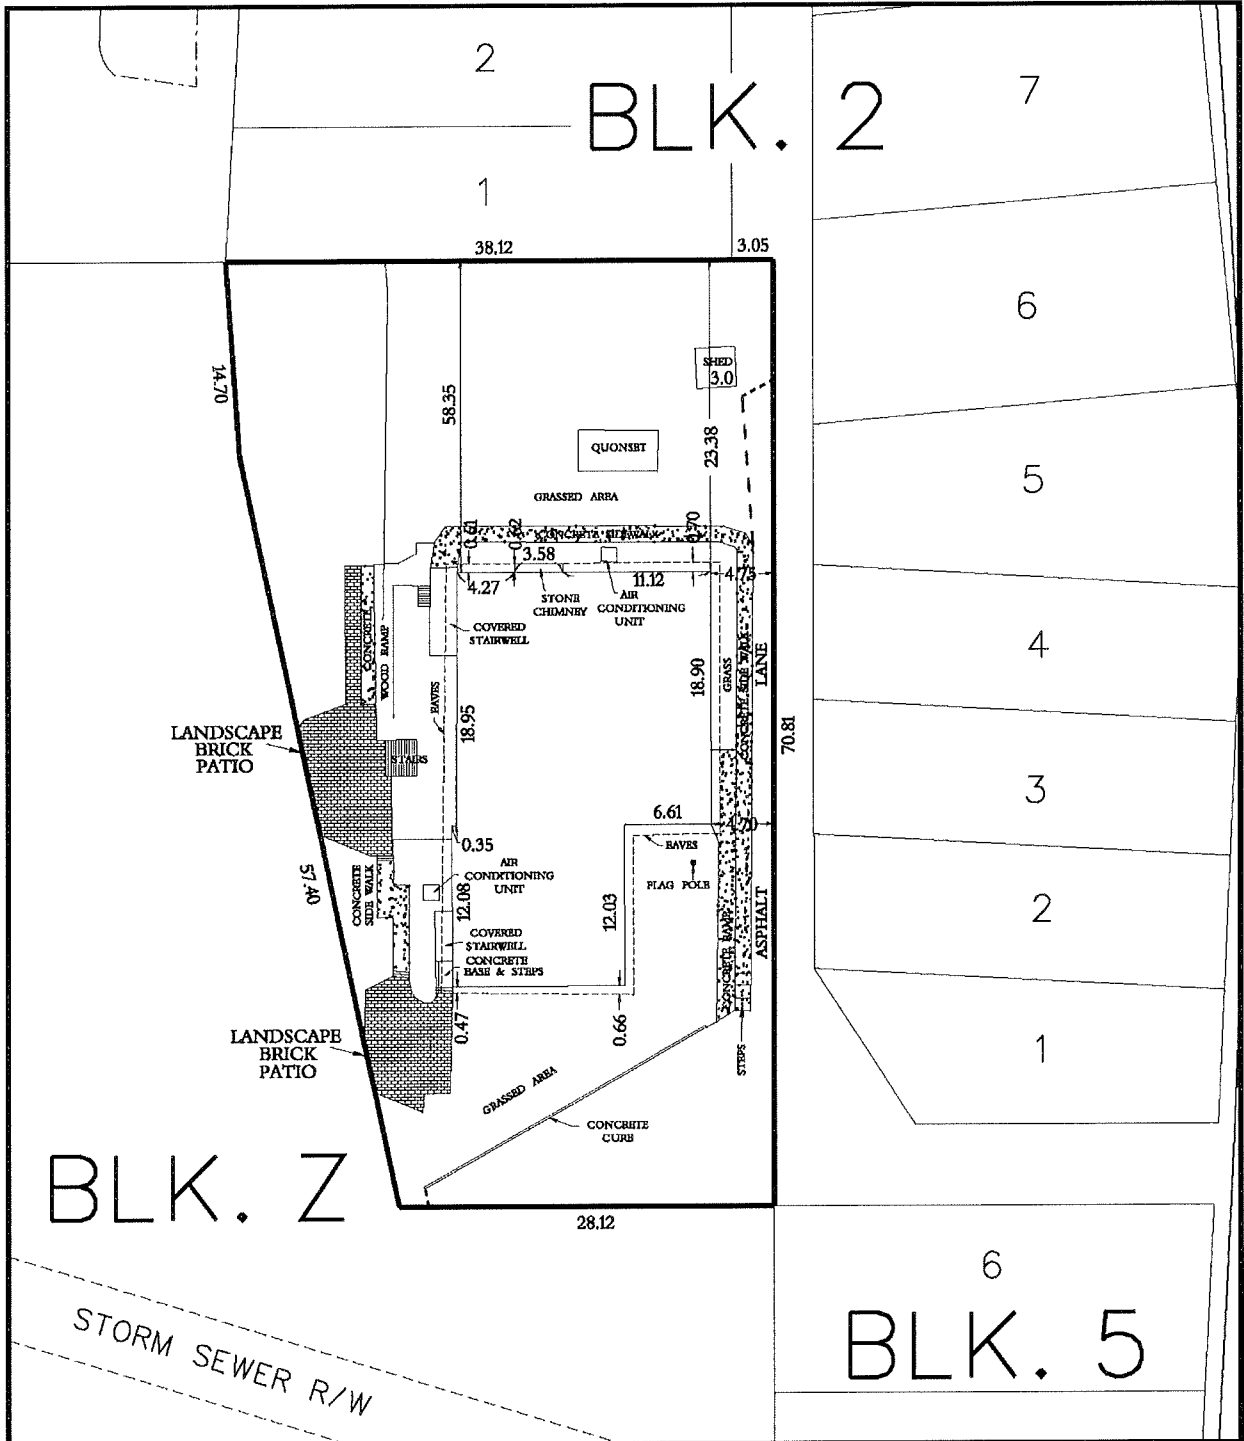 2
BLK. 2
7
1
38.12
3.05
6
14.70
58.35
SHED
3.0
23.38
QUONSET
5
GRASSED AREA
0.61
0.62
0.70
CONCRETE SIDEWALK
3.58
4.27
11.12
4.73
STONE
CHIMNEY
AIR
CONDITIONING
UNIT
COVERED
STAIRWELL
CONCRETE
WOOD RAMP
EAVES
18.95
18.90
GRASS
CONCRETE SIDE WALK
LANE
4
70.81
LANDSCAPE
BRICK
PATIO
STAIRS
3
6.61
4.70
EAVES
0.35
AIR
CONDITIONING
UNIT
FLAG POLE
57.40
CONCRETE
SIDE WALK
12.08
12.03
2
COVERED
STAIRWELL
CONCRETE
BASE & STEPS
CONCRETE RAMP
ASPHALT
0.47
0.66
LANDSCAPE
BRICK
PATIO
STEPS
1
GRASSED AREA
CONCRETE
CURB
BLK. Z
28.12
6
BLK. 5
STORM SEWER R/W